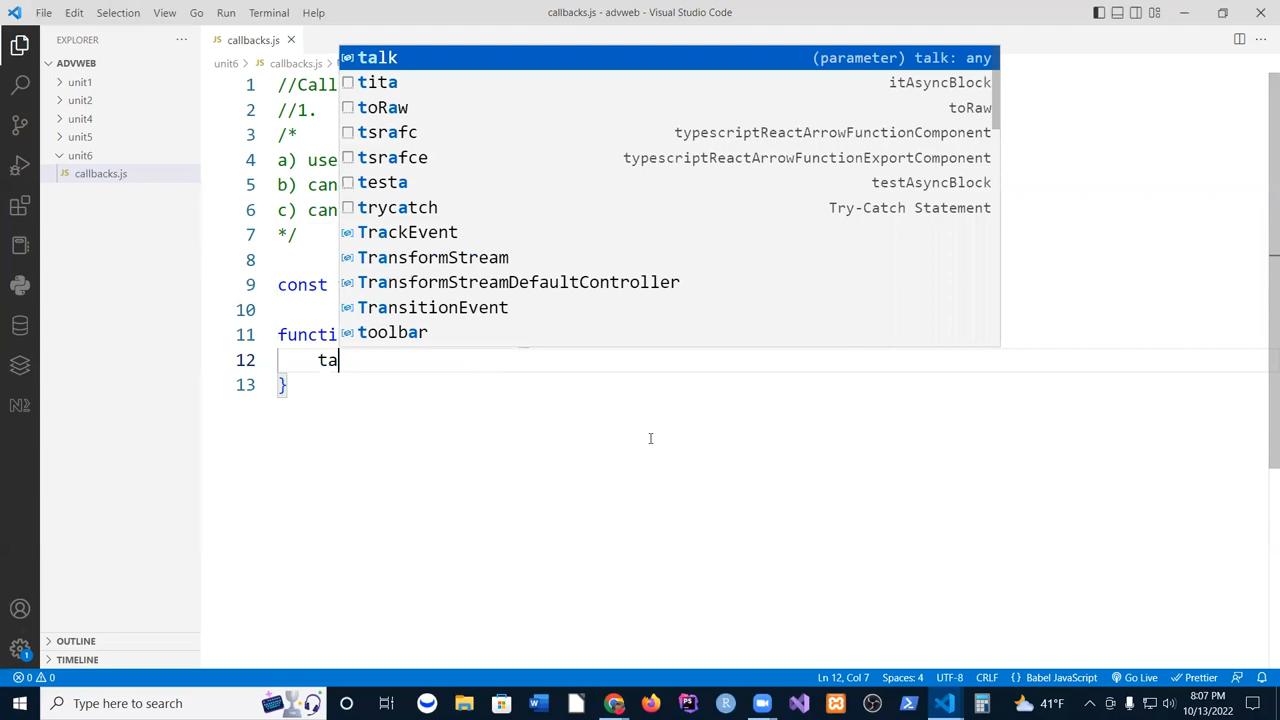 File Edit Selection View Go Run Terminal Help
callbacks.js - advweb - Visual Studio Code
EXPLORER
callbacks.js
ADVWEB
unit1
unit2
unit4
unit5
unit6
callbacks.js
unit6 > callbacks.js
1 //Call
2 //1.
3 /*
4 a) use
5 b) can
6 c) can
7 */
8
9 const
10
11 functi
12 ta
13 }
talk (parameter) talk: any
tita itAsyncBlock
toRaw toRaw
tsrafc typescriptReactArrowFunctionComponent
tsrafce typescriptReactArrowFunctionExportComponent
testa testAsyncBlock
trycatch Try-Catch Statement
TrackEvent
TransformStream
TransformStreamDefaultController
TransitionEvent
toolbar
OUTLINE
TIMELINE
0 0 Ln 12, Col 7 Spaces: 4 UTF-8 CRLF {} Babel JavaScript Go Live Prettier
Type here to search
41°F
8:07 PM
10/13/2022